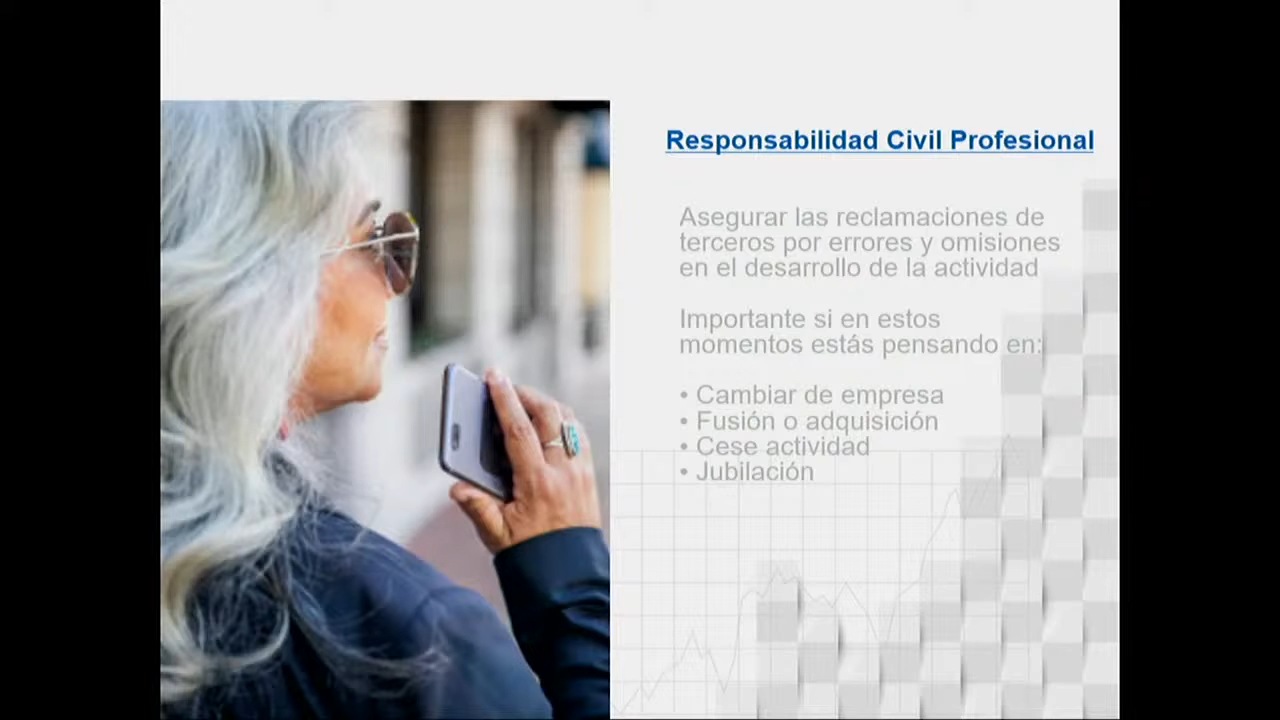 Responsabilidad Civil Profesional
Asegurar las reclamaciones de
terceros por errores y omisiones
en el desarrollo de la actividad
Importante si en estos
momentos estás pensando en:
• Cambiar de empresa
• Fusión o adquisición
• Cese actividad
• Jubilación